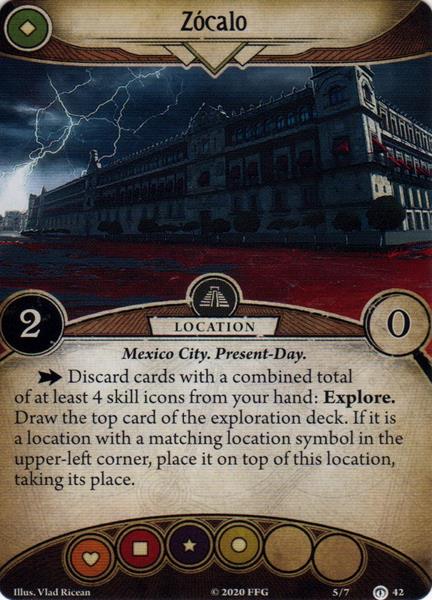 Zócalo
2
LOCATION
0
Mexico City. Present-Day.
Discard cards with a combined total
of at least 4 skill icons from your hand: Explore.
Draw the top card of the exploration deck. If it is
a location with a matching location symbol in the
upper-left corner, place it on top of this location,
taking its place.
Illus. Vlad Ricean © 2020 FFG 5/7 42